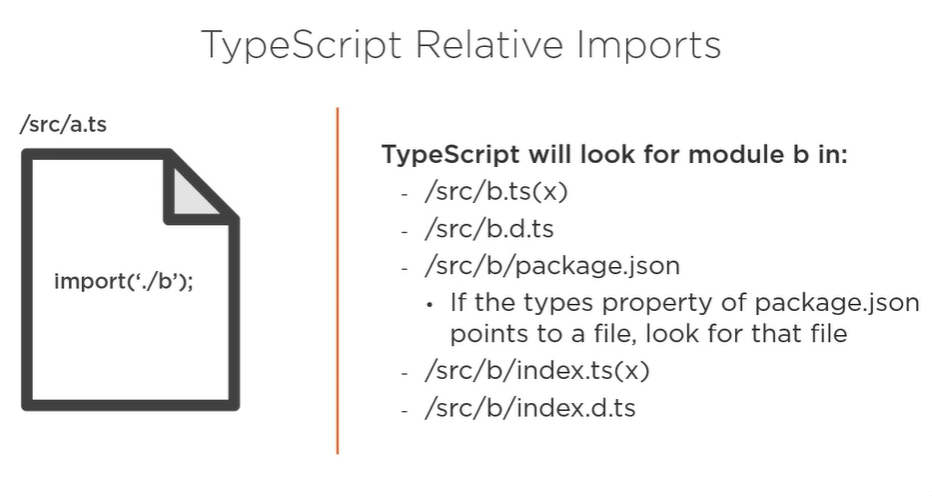 TypeScript Relative Imports
/src/a.ts
import(‘./b’);
TypeScript will look for module b in:
- /src/b.ts(x)
- /src/b.d.ts
- /src/b/package.json
• If the types property of package.json
points to a file, look for that file
- /src/b/index.ts(x)
- /src/b/index.d.ts